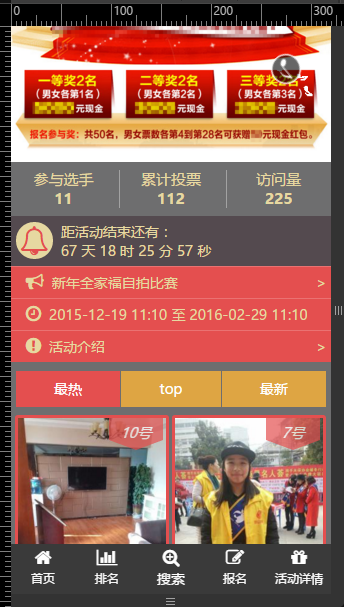 0 100 200 300
一等奖2名 二等奖2名 三等奖2名
（男女各第1名） （男女各第2名） （男女各第3名）
元现金 元现金 元现金
报名参与奖：共50名，男女票数各第4到第28名可获赠 元现金红包。
参与选手 累计投票 访问量
11 112 225
距活动结束还有：
67 天 18 时 25 分 57 秒
新年全家福自拍比赛 >
2015-12-19 11:10 至 2016-02-29 11:10
活动介绍 >
最热 top 最新
10号 7号
首页 排名 搜索 报名 活动详情